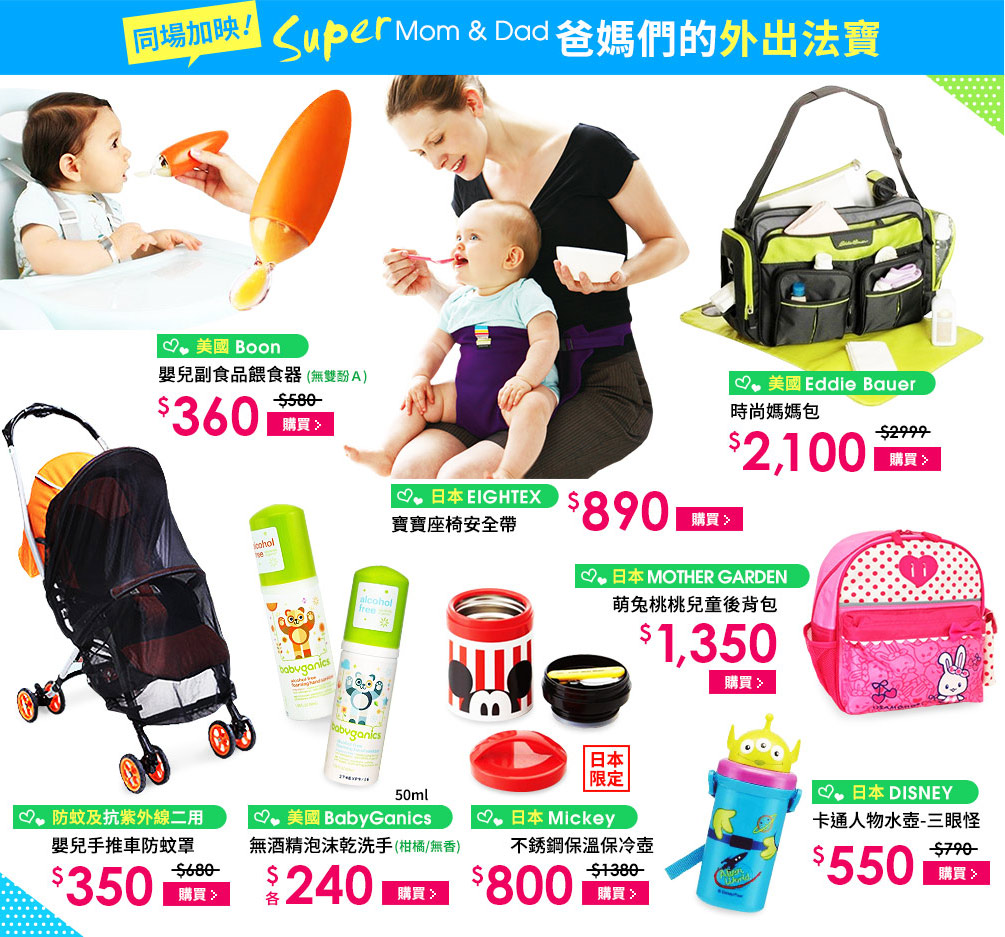 同場加映!
Super Mom & Dad 爸媽們的外出法寶
美國 Boon
嬰兒副食品餵食器 (無雙酚A)
$360 $580
購買
美國 Eddie Bauer
時尚媽媽包
$2,100 $2999
購買
日本 EIGHTEX
寶寶座椅安全帶
$890 購買
日本 MOTHER GARDEN
萌兔桃桃兒童後背包
$1,350
購買
alcohol
free
babyganics
alcohol free
foaming hand sanitizer
babyganics
日本
限定
50ml
防蚊及抗紫外線二用
嬰兒手推車防蚊罩
$350 $680
購買
美國 BabyGanics
無酒精泡沫乾洗手 (柑橘/無香)
$各240 購買
日本 Mickey
不銹鋼保溫保冷壺
$800 $1380
購買
日本 DISNEY
卡通人物水壺-三眼怪
$550 $790
購買